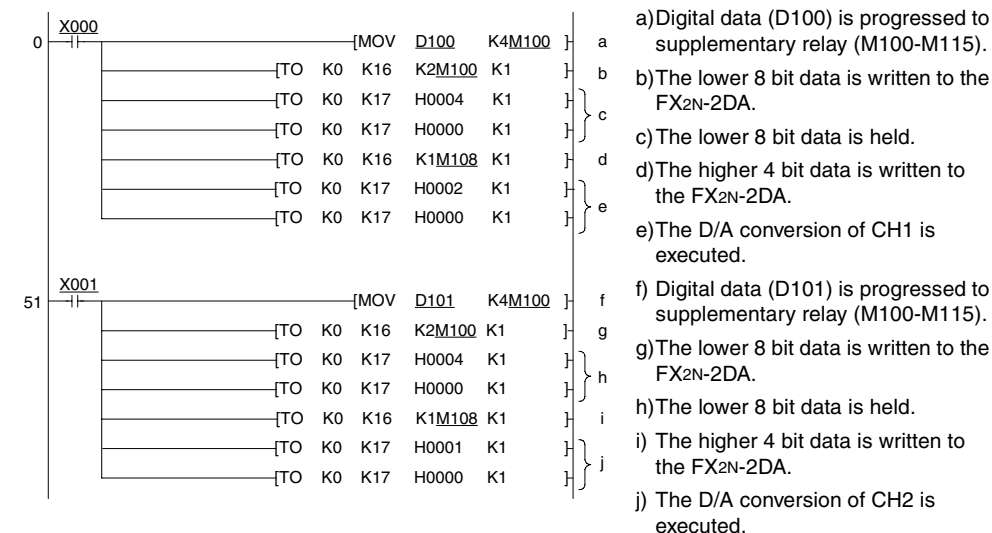 X000
0 [MOV D100 K4M100 ] a
[TO K0 K16 K2M100 K1 ] b
[TO K0 K17 H0004 K1 ]
c
[TO K0 K17 H0000 K1 ]
[TO K0 K16 K1M108 K1 ] d
[TO K0 K17 H0002 K1 ]
e
[TO K0 K17 H0000 K1 ]
X001
51 [MOV D101 K4M100 ] f
[TO K0 K16 K2M100 K1 ] g
[TO K0 K17 H0004 K1 ]
h
[TO K0 K17 H0000 K1 ]
[TO K0 K16 K1M108 K1 ] i
[TO K0 K17 H0001 K1 ]
j
[TO K0 K17 H0000 K1 ]
a)Digital data (D100) is progressed to
supplementary relay (M100-M115).
b)The lower 8 bit data is written to the
FX2N-2DA.
c)The lower 8 bit data is held.
d)The higher 4 bit data is written to
the FX2N-2DA.
e)The D/A conversion of CH1 is
executed.
f) Digital data (D101) is progressed to
supplementary relay (M100-M115).
g)The lower 8 bit data is written to the
FX2N-2DA.
h)The lower 8 bit data is held.
i) The higher 4 bit data is written to
the FX2N-2DA.
j) The D/A conversion of CH2 is
executed.